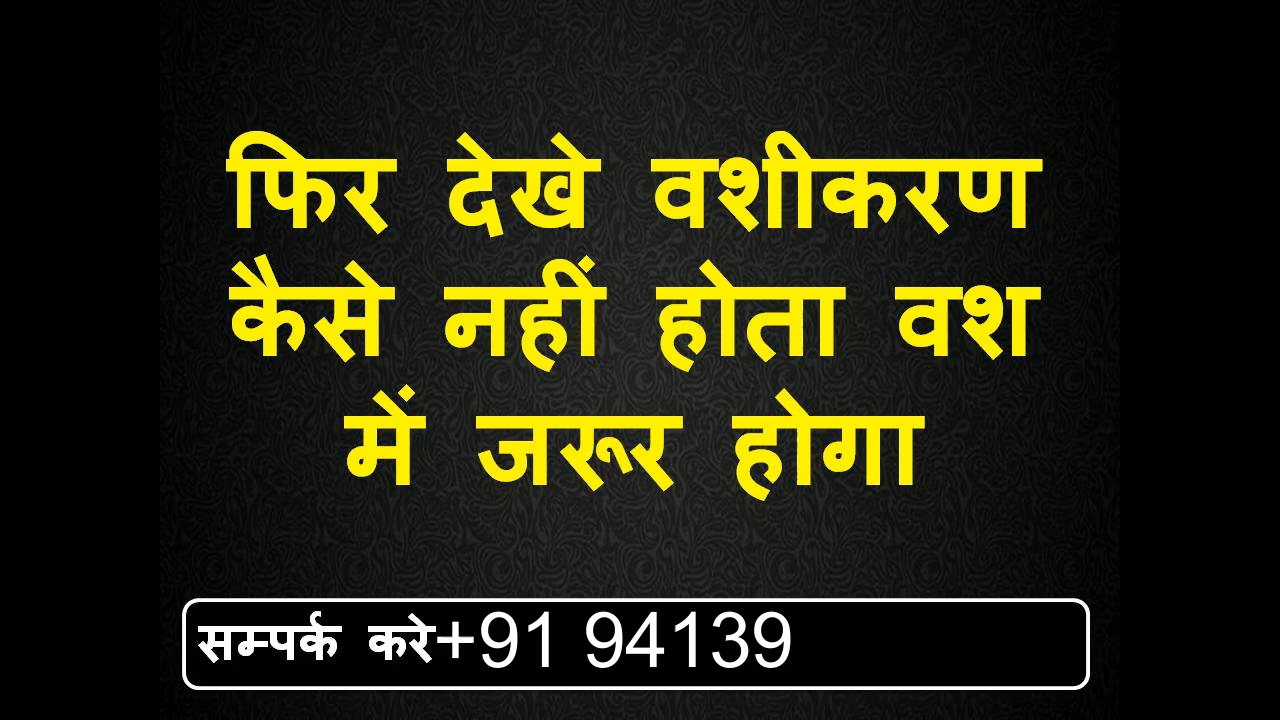 फिर देखे वशीकरण
कैसे नहीं होता वश
में जरूर होगा
सम्पर्क करे+91 94139